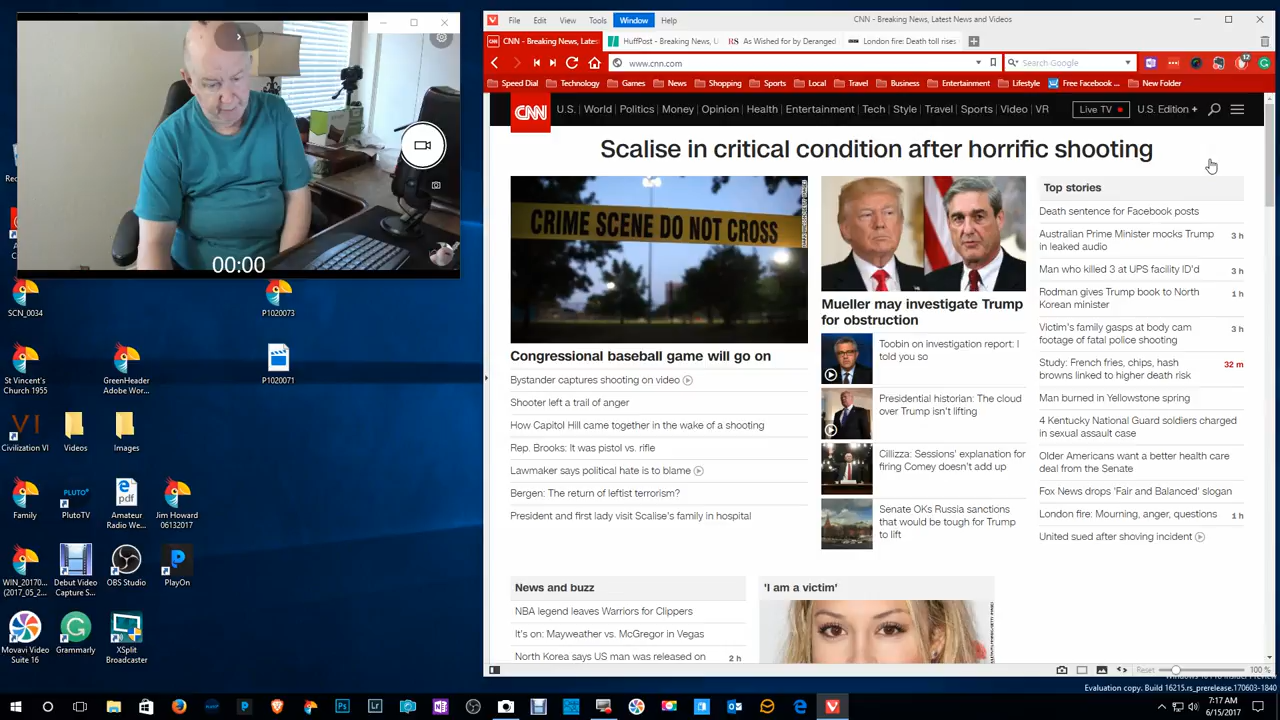 00:00
SCN_0034
P1020073
St Vincent's
Church 1955
GreenHeader
Adobe Wor...
P1020071
Civilization VI
Videos
Images
Family
PLUTO tv
PlutoTV
pdf
Amateur
Radio We...
Jim Howard
06132017
WIN_20170...
(2017_05_2...
Debut Video
Capture S...
OBS Studio
PlayOn
Movavi Video
Suite 16
Grammarly
XSplit
Broadcaster
File Edit View Tools Window Help
CNN - Breaking News, Latest News and Videos
CNN - Breaking News, Lates
HuffPost - Breaking News, U
RS As Wished for by Deranged
London fire: Death toll rises
www.cnn.com
Search Google
Speed Dial Technology Games News Shopping Sports Local Travel Business Entertainment Lifestyle Free Facebook ... New Folder
CNN U.S. World Politics Money Opinion Health Entertainment Tech Style Travel Sports Video VR Live TV U.S. Edition +
Scalise in critical condition after horrific shooting
CRIME SCENE DO NOT CROSS
Congressional baseball game will go on
Bystander captures shooting on video
Shooter left a trail of anger
How Capitol Hill came together in the wake of a shooting
Rep. Brooks: It was pistol vs. rifle
Lawmaker says political hate is to blame
Bergen: The return of leftist terrorism?
President and first lady visit Scalise's family in hospital
Mueller may investigate Trump
for obstruction
Toobin on investigation report: I
told you so
Presidential historian: The cloud
over Trump isn't lifting
Cillizza: Sessions' explanation for
firing Comey doesn't add up
Senate OKs Russia sanctions
that would be tough for Trump
to lift
Top stories
Death sentence for Facebook posts
Australian Prime Minister mocks Trump 3 h
in leaked audio
Man who killed 3 at UPS facility ID'd 3 h
Rodman gives Trump book to North 1 h
Korean minister
Victim's family gasps at body cam 3 h
footage of fatal police shooting
Study: French fries, chips, hash 32 m
browns linked to higher death risk
Man burned in Yellowstone spring
4 Kentucky National Guard soldiers charged
in sexual assault case
Older Americans want a better health care
deal from the Senate
Fox News drops 'Fair and Balanced' slogan
London fire: Mourning, anger, questions 1 h
United sued after shoving incident
News and buzz
NBA legend leaves Warriors for Clippers
It's on: Mayweather vs. McGregor in Vegas
North Korea says US man was released on 2 h
'I am a victim'
Reset 100 %
Evaluation copy. Build 16215.rs_prerelease.170603-1840
7:17 AM
6/15/2017